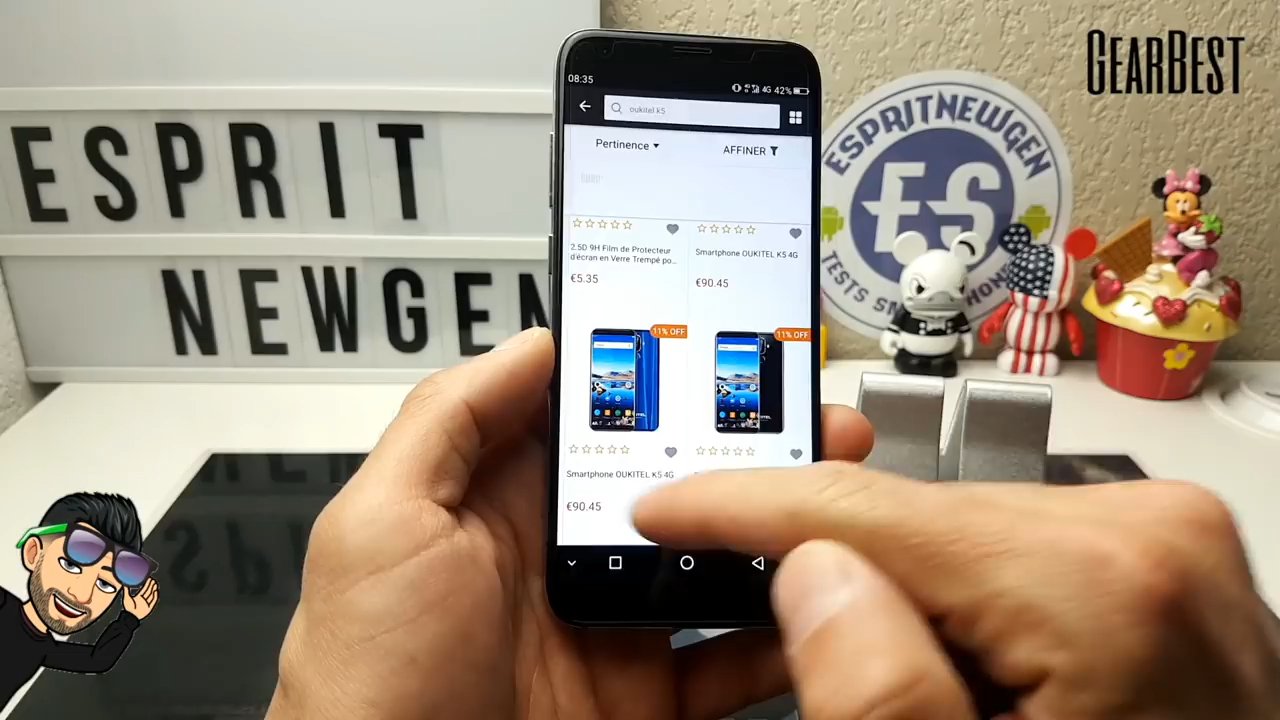 GEARBEST
ESPRIT
NEWGEN
08:35
4G 42%
oukitel k5
Pertinence
AFFINER
2.5D 9H Film de Protecteur
d'écran en Verre Trempé po...
€5.35
Smartphone OUKITEL K5 4G
€90.45
11% OFF
11% OFF
Smartphone OUKITEL K5 4G
€90.45
ESPRITNEWGEN
ES